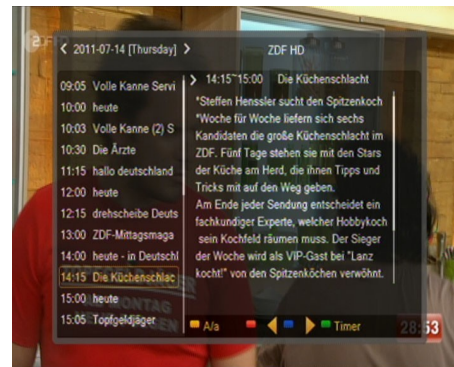 2011-07-14 [Thursday]
ZDF HD
09:05 Volle Kanne Servi
10:00 heute
10:03 Volle Kanne (2) S
10:30 Die Ärzte
11:15 hallo deutschland
12:00 heute
12:15 drehscheibe Deuts
13:00 ZDF-Mittagsmaga
14:00 heute - in Deutschl
14:15 Die Küchenschlac
15:00 heute
15:05 Topfgeldjäger
14:15~15:00 Die Küchenschlacht
*Steffen Henssler sucht den Spitzenkoch
*Woche für Woche liefern sich sechs
Kandidaten die große Küchenschlacht im
ZDF. Fünf Tage stehen sie mit den Stars
der Küche am Herd, die ihnen Tipps und
Tricks mit auf den Weg geben.
Am Ende jeder Sendung entscheidet ein
fachkundiger Experte, welcher Hobbykoch
sein Kochfeld räumen muss. Der Sieger
der Woche wird als VIP-Gast bei "Lanz
kocht!" von den Spitzenköchen verwöhnt.
A/a
Timer
MONTAG